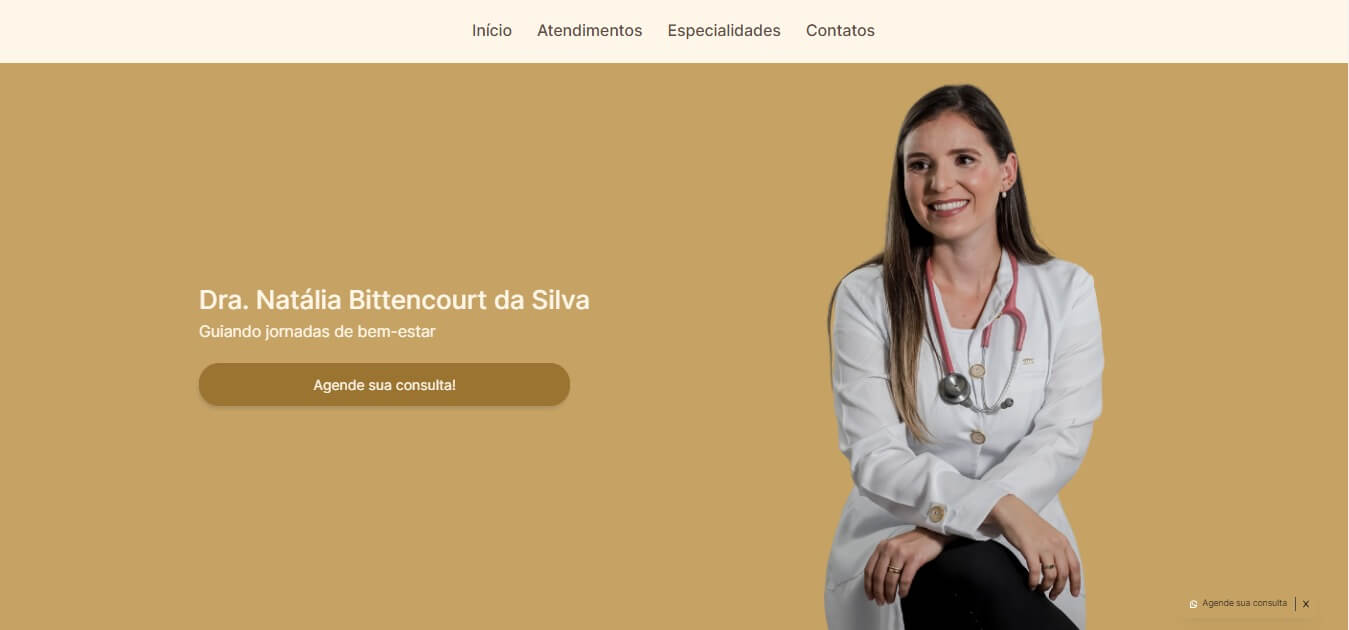 Início Atendimentos Especialidades Contatos
Dra. Natália Bittencourt da Silva
Guiando jornadas de bem-estar
Agende sua consulta!
Agende sua consulta X